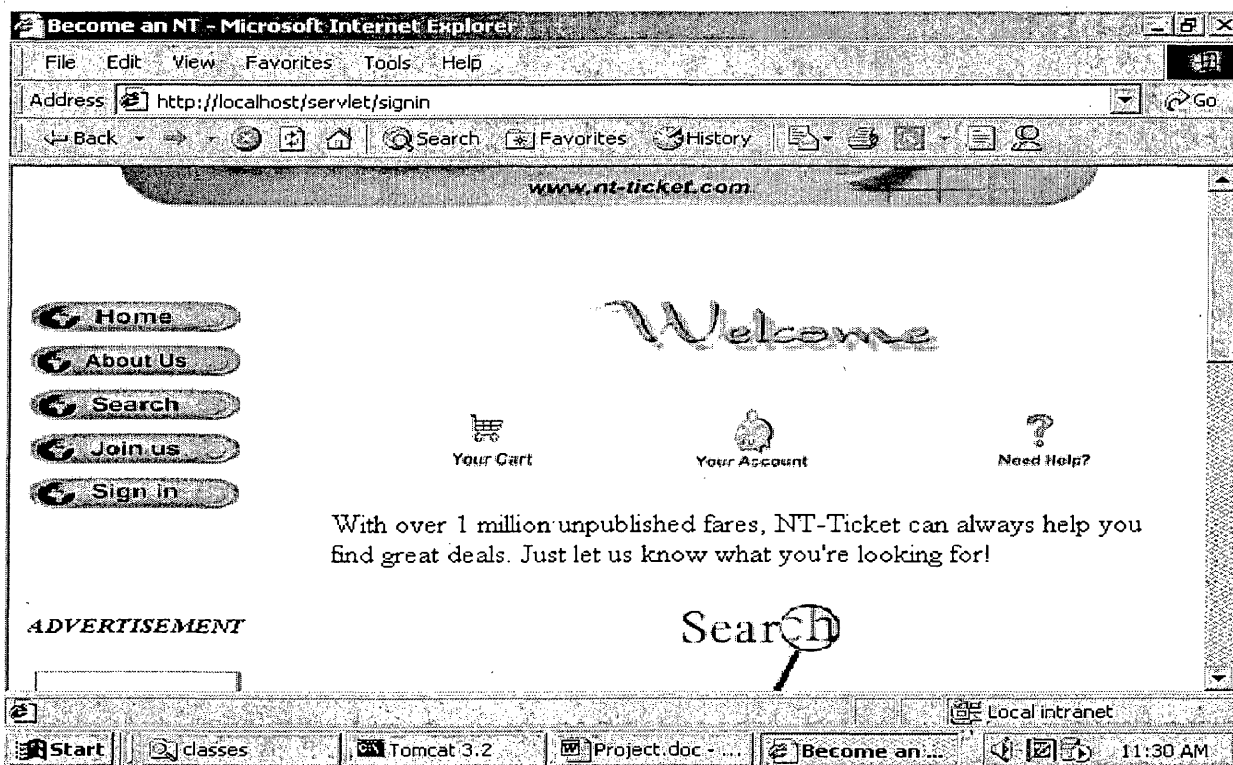 Become an NT - Microsoft Internet Explorer
File Edit View Favorites Tools Help
Address http://localhost/servlet/signin Go
Back Search Favorites History
www.nt-ticket.com
Welcome
Home
About Us
Search
Join us
Sign in
Your Cart Your Account Need Help?
With over 1 million unpublished fares, NT-Ticket can always help you
find great deals. Just let us know what you're looking for!
ADVERTISEMENT
Search
Local intranet
Start classes Tomcat 3.2 Project.doc - ... Become an ... 11:30 AM